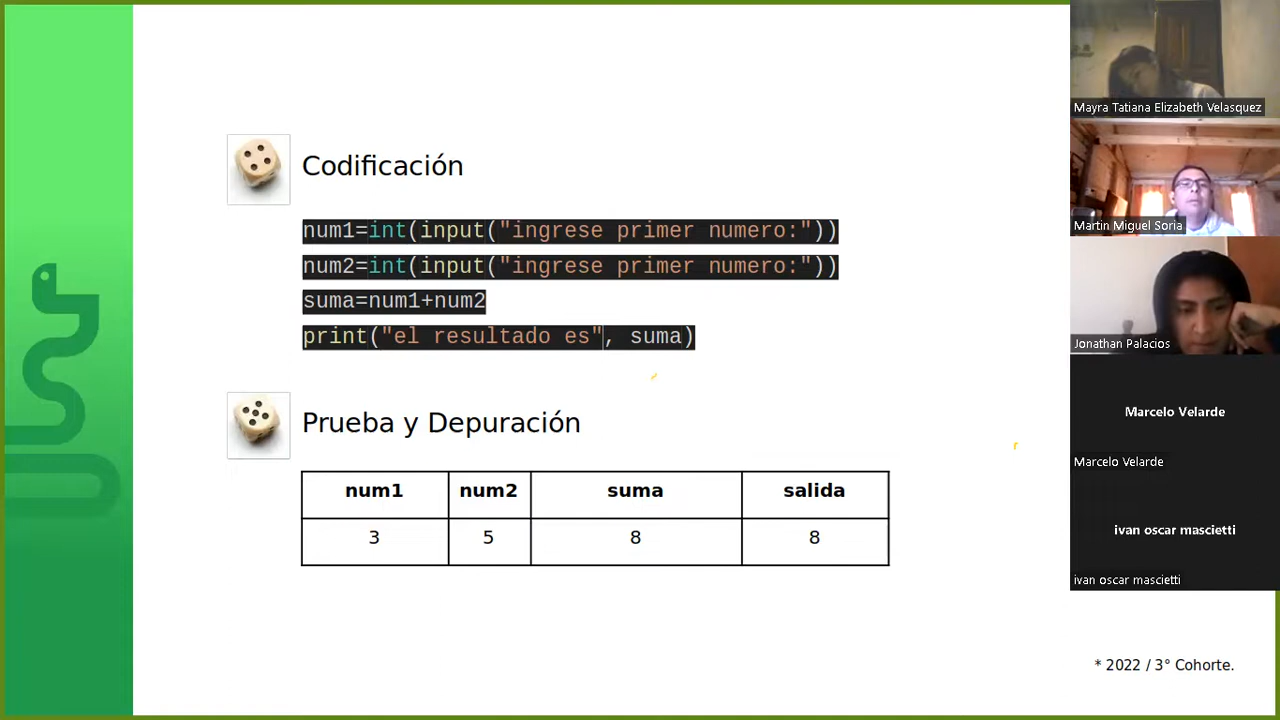 Codificación
num1=int(input("ingrese primer numero:"))
num2=int(input("ingrese primer numero:"))
suma=num1+num2
print("el resultado es", suma)
Prueba y Depuración
num1 num2 suma salida
3 5 8 8
* 2022 / 3° Cohorte.
Mayra Tatiana Elizabeth Velasquez
Martin Miguel Soria
Jonathan Palacios
Marcelo Velarde
Marcelo Velarde
ivan oscar mascietti
ivan oscar mascietti